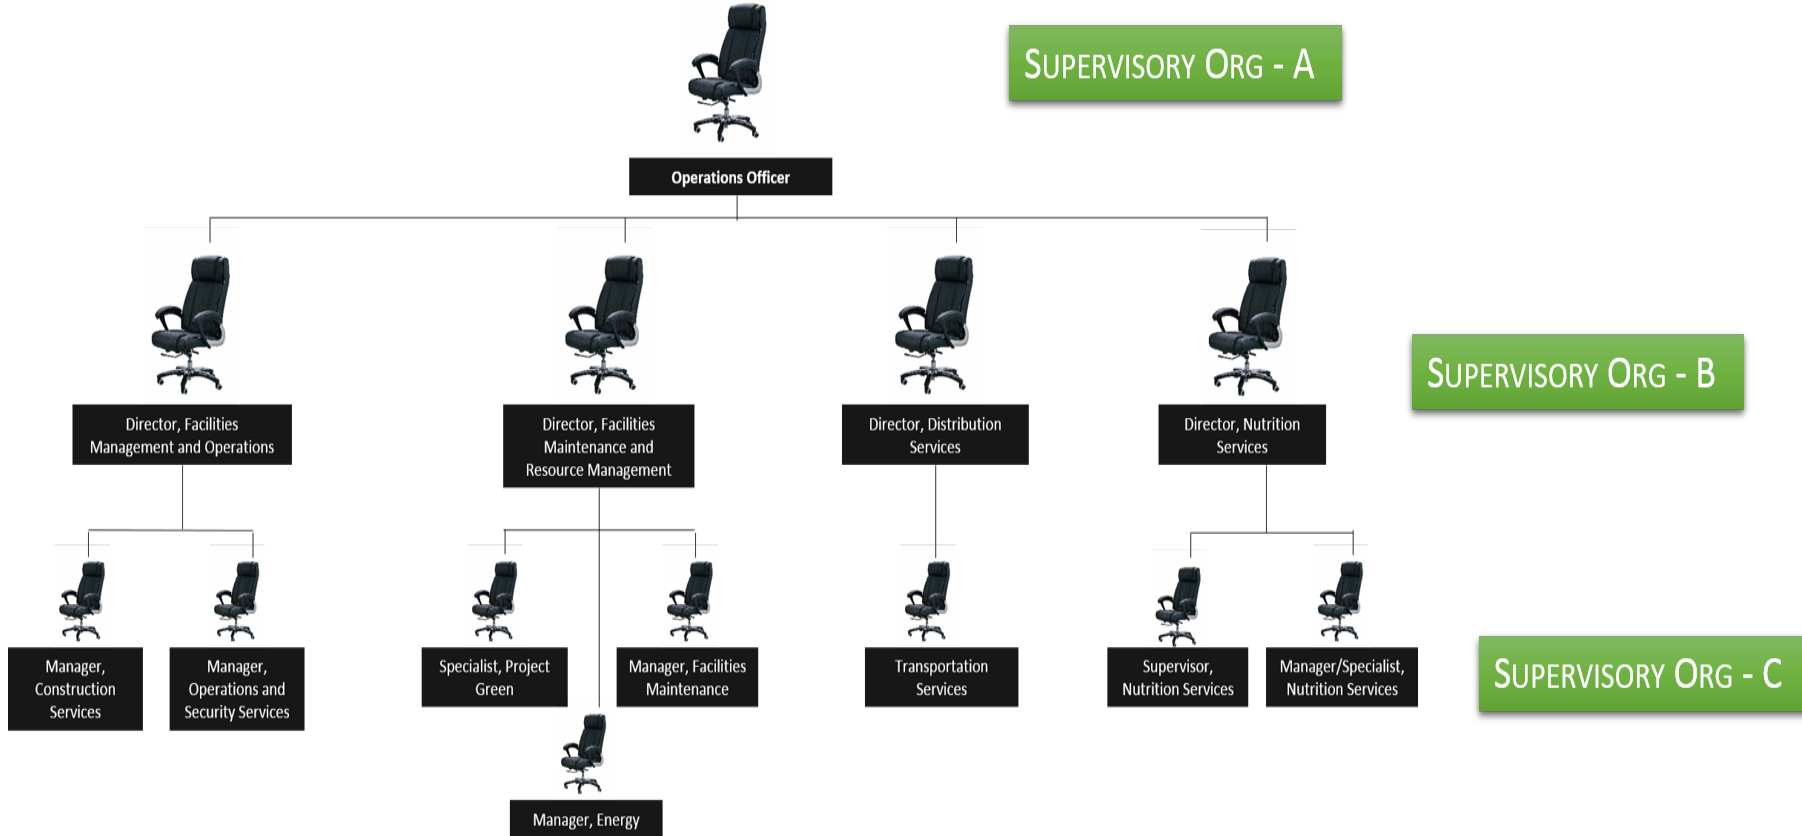 SUPERVISORY ORG - A
Operations Officer
SUPERVISORY ORG - B
Director, Facilities
Management and Operations
Director, Facilities
Maintenance and
Resource Management
Director, Distribution
Services
Director, Nutrition
Services
Manager,
Construction
Services
Manager,
Operations and
Security Services
Specialist, Project
Green
Manager, Facilities
Maintenance
Transportation
Services
Supervisor,
Nutrition Services
Manager/Specialist,
Nutrition Services
SUPERVISORY ORG - C
Manager, Energy